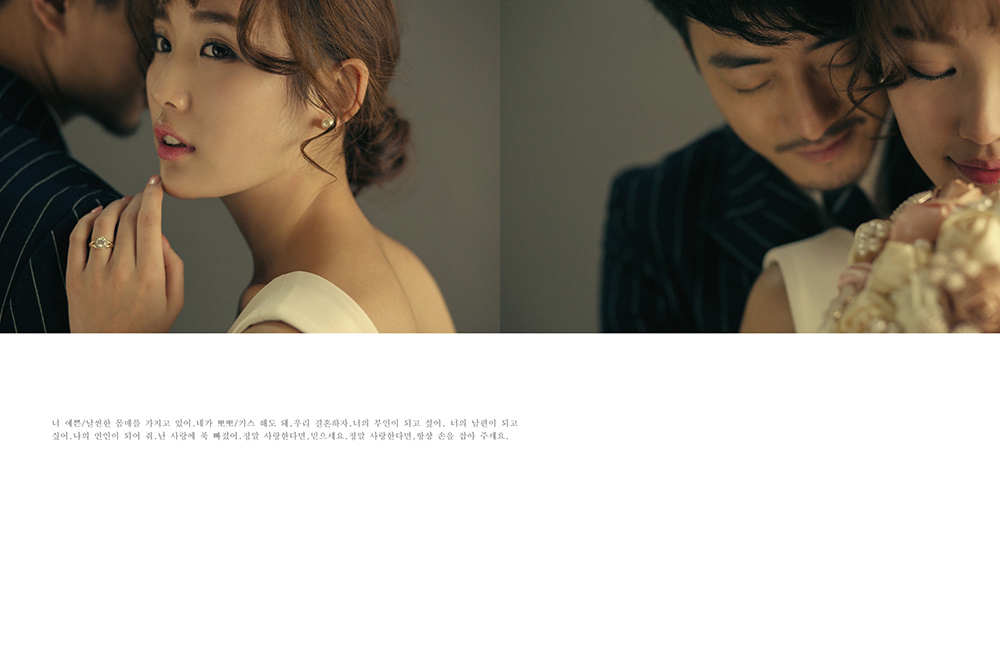 너 예쁜/날씬한 몸매를 가지고 있어.네가 뽀뽀/키스 해도 돼.우리 결혼하자.너의 부인이 되고 싶어. 너의 남편이 되고
싶어.나의 연인이 되어 줘.난 사랑에 푹 빠졌어.정말 사랑한다면,믿으세요.정말 사랑한다면,항상 손을 잡아 주세요.